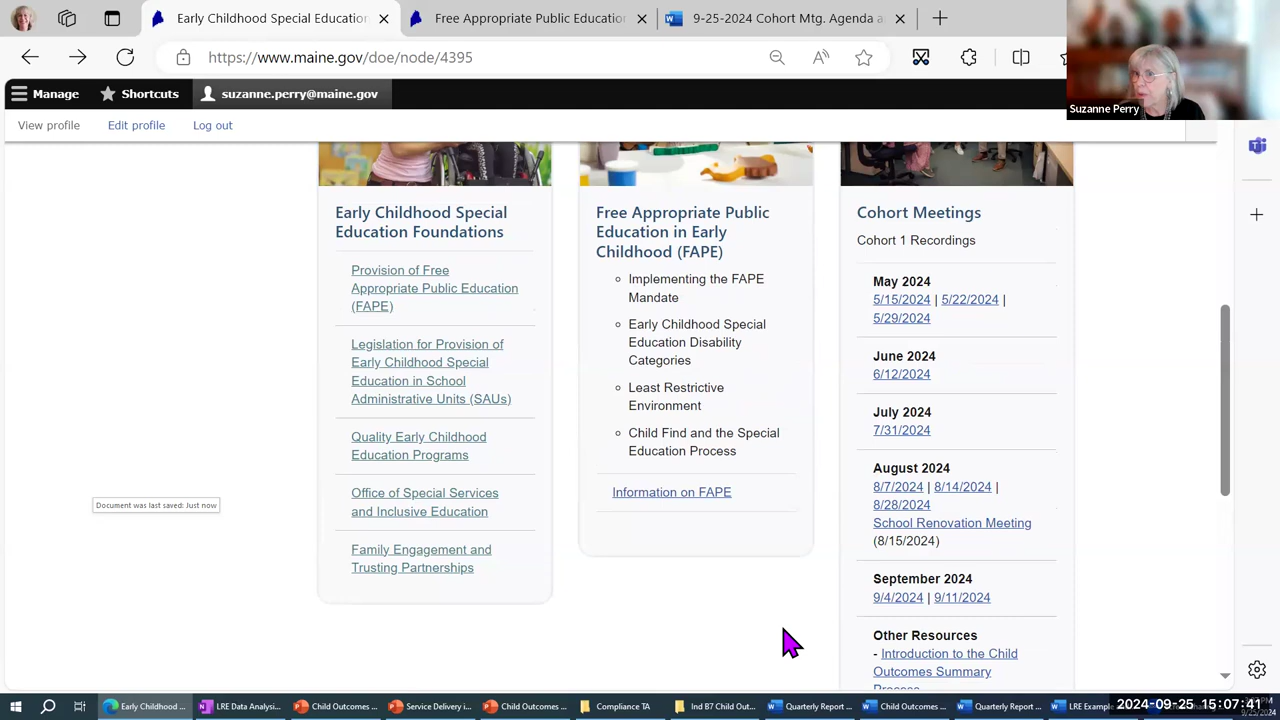 Early Childhood Special Education
Free Appropriate Public Education
9-25-2024 Cohort Mtg. Agenda a
https://www.maine.gov/doe/node/4395
Manage
Shortcuts
suzanne.perry@maine.gov
View profile
Edit profile
Log out
Suzanne Perry
Early Childhood Special
Education Foundations
Provision of Free
Appropriate Public Education
(FAPE)
Legislation for Provision of
Early Childhood Special
Education in School
Administrative Units (SAUs)
Quality Early Childhood
Education Programs
Office of Special Services
and Inclusive Education
Family Engagement and
Trusting Partnerships
Free Appropriate Public
Education in Early
Childhood (FAPE)
Implementing the FAPE
Mandate
Early Childhood Special
Education Disability
Categories
Least Restrictive
Environment
Child Find and the Special
Education Process
Information on FAPE
Cohort Meetings
Cohort 1 Recordings
May 2024
5/15/2024 | 5/22/2024 |
5/29/2024
June 2024
6/12/2024
July 2024
7/31/2024
August 2024
8/7/2024 | 8/14/2024 |
8/28/2024
School Renovation Meeting
(8/15/2024)
September 2024
9/4/2024 | 9/11/2024
Other Resources
- Introduction to the Child
Outcomes Summary
Process
Document was last saved: Just now
Early Childhood ...
LRE Data Analysi...
Child Outcomes ...
Service Delivery i...
Child Outcomes ...
Compliance TA
Ind B7 Child Out...
Quarterly Report ...
Child Outcomes ...
Quarterly Report ...
LRE Example
2024-09-25 15:07:41